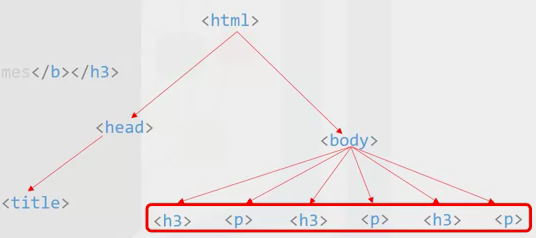 <html>
mes</b></h3>
<head>
<body>
<title>
<h3> <p> <h3> <p> <h3> <p>